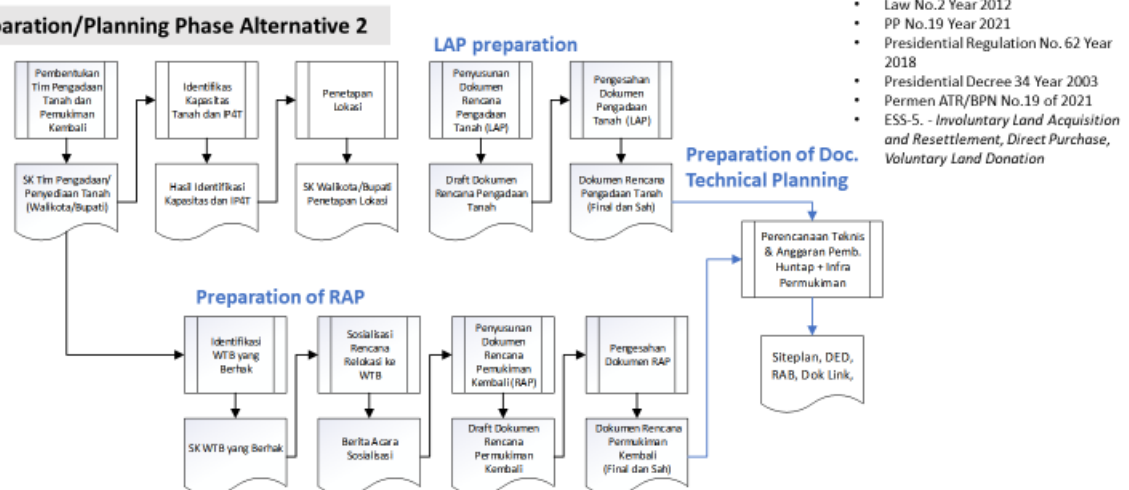 paration/Planning Phase Alternative 2
Law No.2 Year 2012
PP No.19 Year 2021
Presidential Regulation No. 62 Year
2018
Presidential Decree 34 Year 2003
Permen ATR/BPN No.19 of 2021
ESS-5. - Involuntary Land Acquisition
and Resettlement, Direct Purchase,
Voluntary Land Donation
LAP preparation
Pembentukan
Tim Pengadaan
Tanah dan
Pemukiman
Kembali
Identifikas
Kapasitas
Tanah dan IP4T
Penetapan
Lokasi
Penyusunan
Dokumen
Rencana
Pengadaan
Tanah (LAP)
Pengesahan
Dokumen
Pengadaan
Tanah (LAP)
SK Tim Pengadaan/
Penyediaan Tanah
(Walikota/Bupati)
Hasil Identifikasi
Kapasitas dan IP4T
SK Walikota/Bupati
Penetapan Lokasi
Draft Dokumen
Rencana Pengadaan
Tanah
Dokumen Rencana
Pengadaan Tanah
(Final dan Sah)
Preparation of Doc.
Technical Planning
Perencanaan Teknis
& Anggaran Pemb.
Huntap + Infra
Permukiman
Siteplan, DED,
RAB, Dok Link,
Preparation of RAP
Identifikasi
WTB yang
Berhak
Sosialisasi
Rencana
Relokasi ke
WTB
Penyusunan
Dokumen
Rencana
Pemukiman
Kembali (RAP)
Pengesahan
Dokumen RAP
SK WTB yang Berhak
Berita Acara
Sosialisasi
Draft Dokumen
Rencana
Permukiman
Kembali
Dokumen Rencana
Permukiman
Kembali
(Final dan Sah)